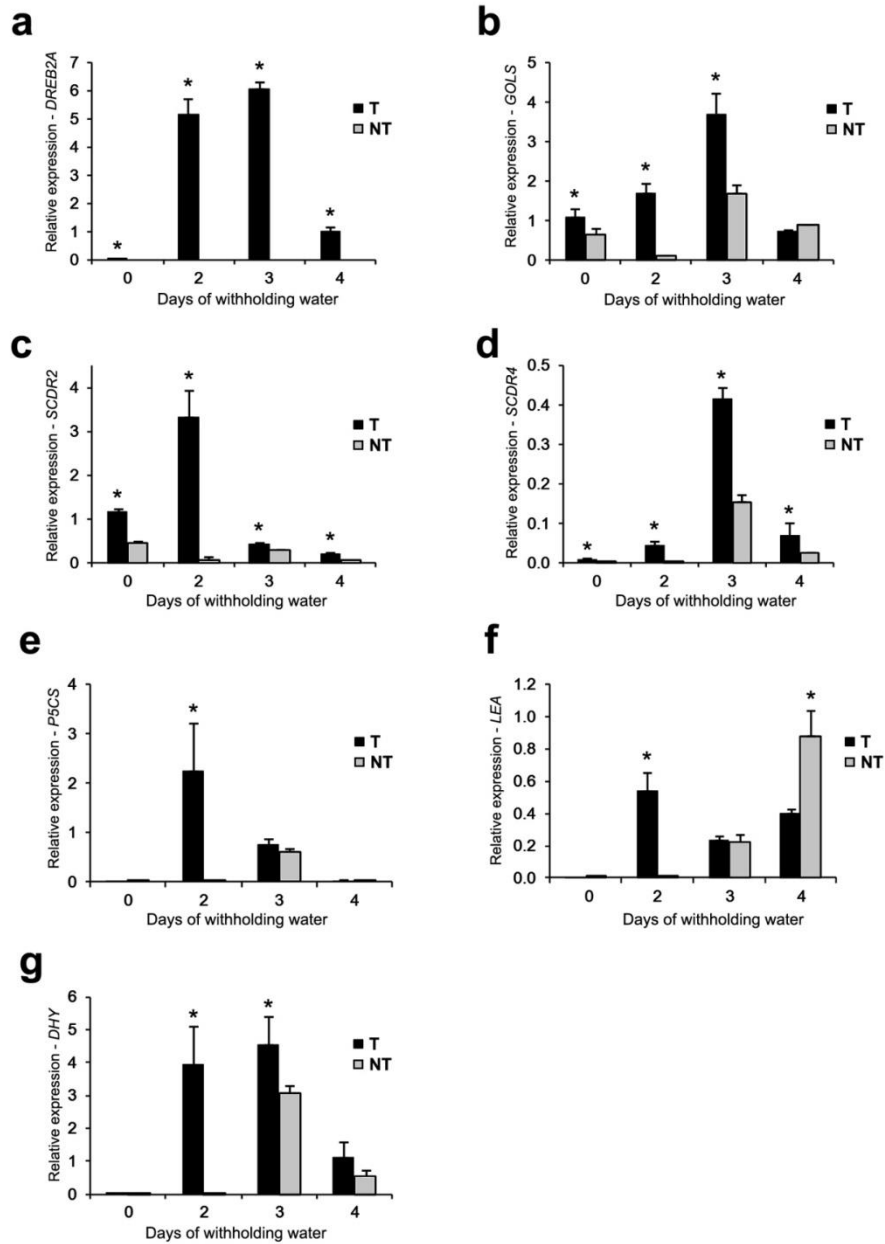 a
Relative expression - DREB2A
7
6
5
4
3
2
1
0
* * * *
T
NT
0 2 3 4
Days of withholding water
b
Relative expression - GOLS
5
4
3
2
1
0
* * *
T
NT
0 2 3 4
Days of withholding water
c
Relative expression - SCDR2
4
3
2
1
0
* * * *
T
NT
0 2 3 4
Days of withholding water
d
Relative expression - SCDR4
0.5
0.4
0.3
0.2
0.1
0.0
* * * *
T
NT
0 2 3 4
Days of withholding water
e
Relative expression - P5CS
4
3
2
1
0
*
T
NT
0 2 3 4
Days of withholding water
f
Relative expression - LEA
1.2
1.0
0.8
0.6
0.4
0.2
0.0
* *
T
NT
0 2 3 4
Days of withholding water
g
Relative expression - DHY
6
5
4
3
2
1
0
* *
T
NT
0 2 3 4
Days of withholding water